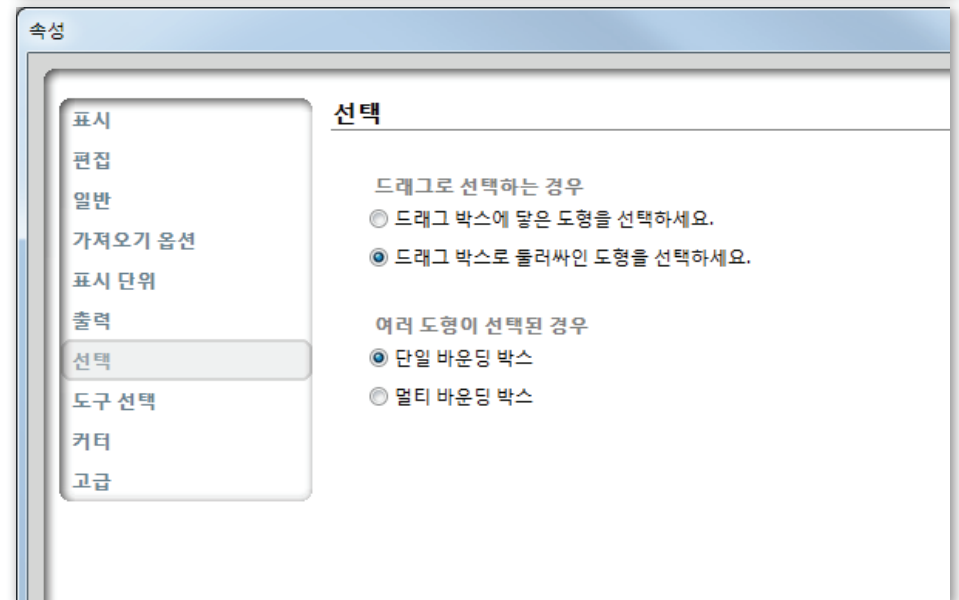 속성
표시
편집
일반
가져오기 옵션
표시 단위
출력
선택
도구 선택
커터
고급
선택
드래그로 선택하는 경우
드래그 박스에 닿은 도형을 선택하세요.
드래그 박스로 둘러싸인 도형을 선택하세요.
여러 도형이 선택된 경우
단일 바운딩 박스
멀티 바운딩 박스